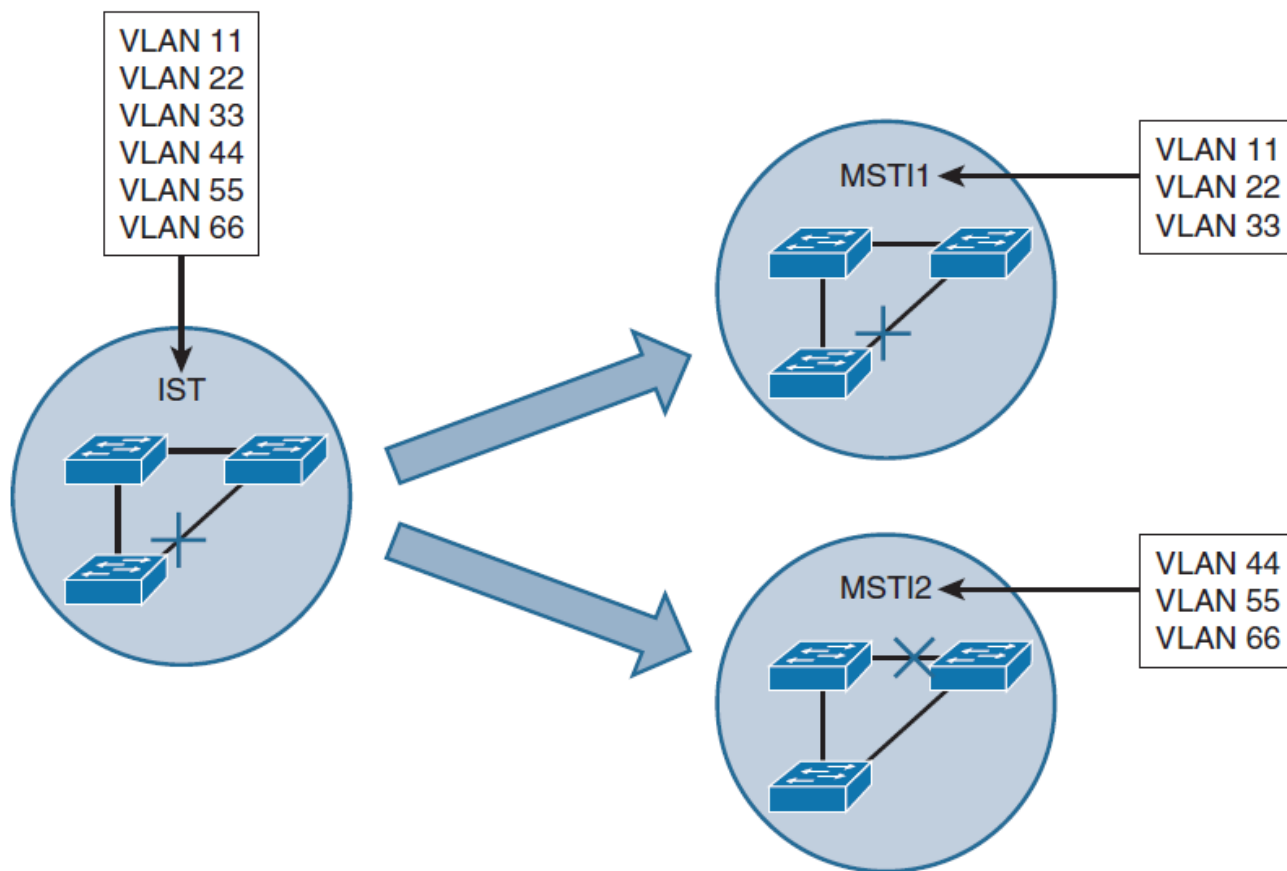 VLAN 11
VLAN 22
VLAN 33
VLAN 44
VLAN 55
VLAN 66
IST
MSTI1
VLAN 11
VLAN 22
VLAN 33
MSTI2
VLAN 44
VLAN 55
VLAN 66